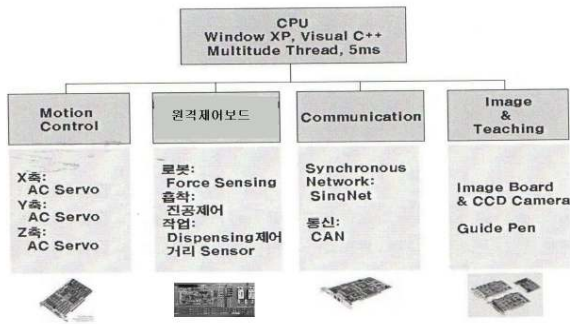 CPU
Window XP, Visual C++
Multitude Thread, 5ms
Motion
Control
원격제어보드
Communication
Image
&
Teaching
X축:
AC Servo
Y축:
AC Servo
Z축:
AC Servo
로봇:
Force Sensing
흡착:
진공제어
작업:
Dispensing제어
거리 Sensor
Synchronous
Network:
SinqNet
통신:
CAN
Image Board
& CCD Camera
Guide Pen